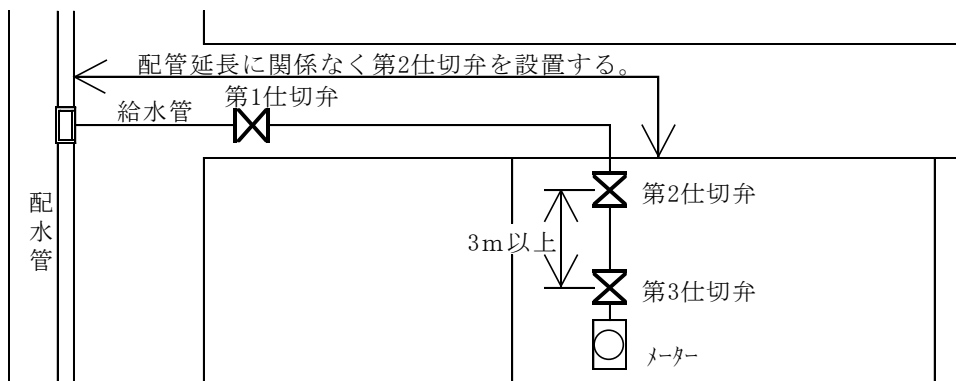 配管延長に関係なく第2仕切弁を設置する。
第1仕切弁
給水管
配水管
第2仕切弁
3m以上
第3仕切弁
ﾒｰﾀｰ